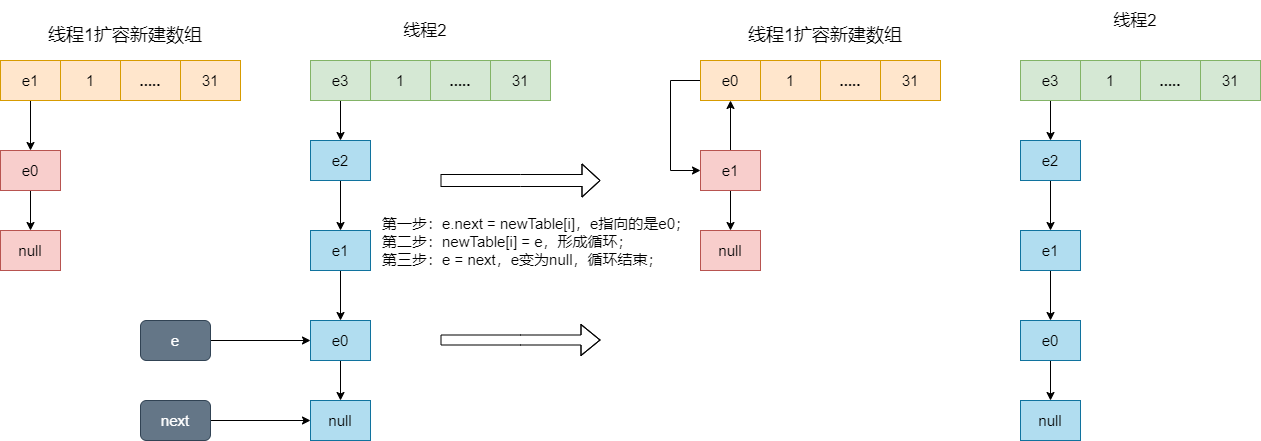 线程1扩容新建数组
线程2
e1 1 ..... 31
e3 1 ..... 31
e0
e2
null
e1
e
e0
next
null
第一步：e.next = newTable[i]，e指向的是e0；
第二步：newTable[i] = e，形成循环；
第三步：e = next，e变为null，循环结束；
线程1扩容新建数组
线程2
e0 1 ..... 31
e3 1 ..... 31
e1
e2
null
e1
e0
null